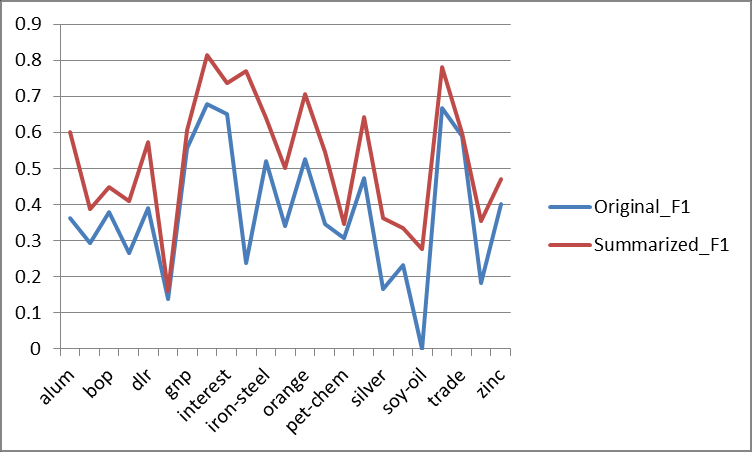 0.9
0.8
0.7
0.6
0.5
0.4
0.3
0.2
0.1
0
alum
bop
dlr
gnp
interest
iron-steel
orange
pet-chem
silver
soy-oil
trade
zinc
Original_F1
Summarized_F1